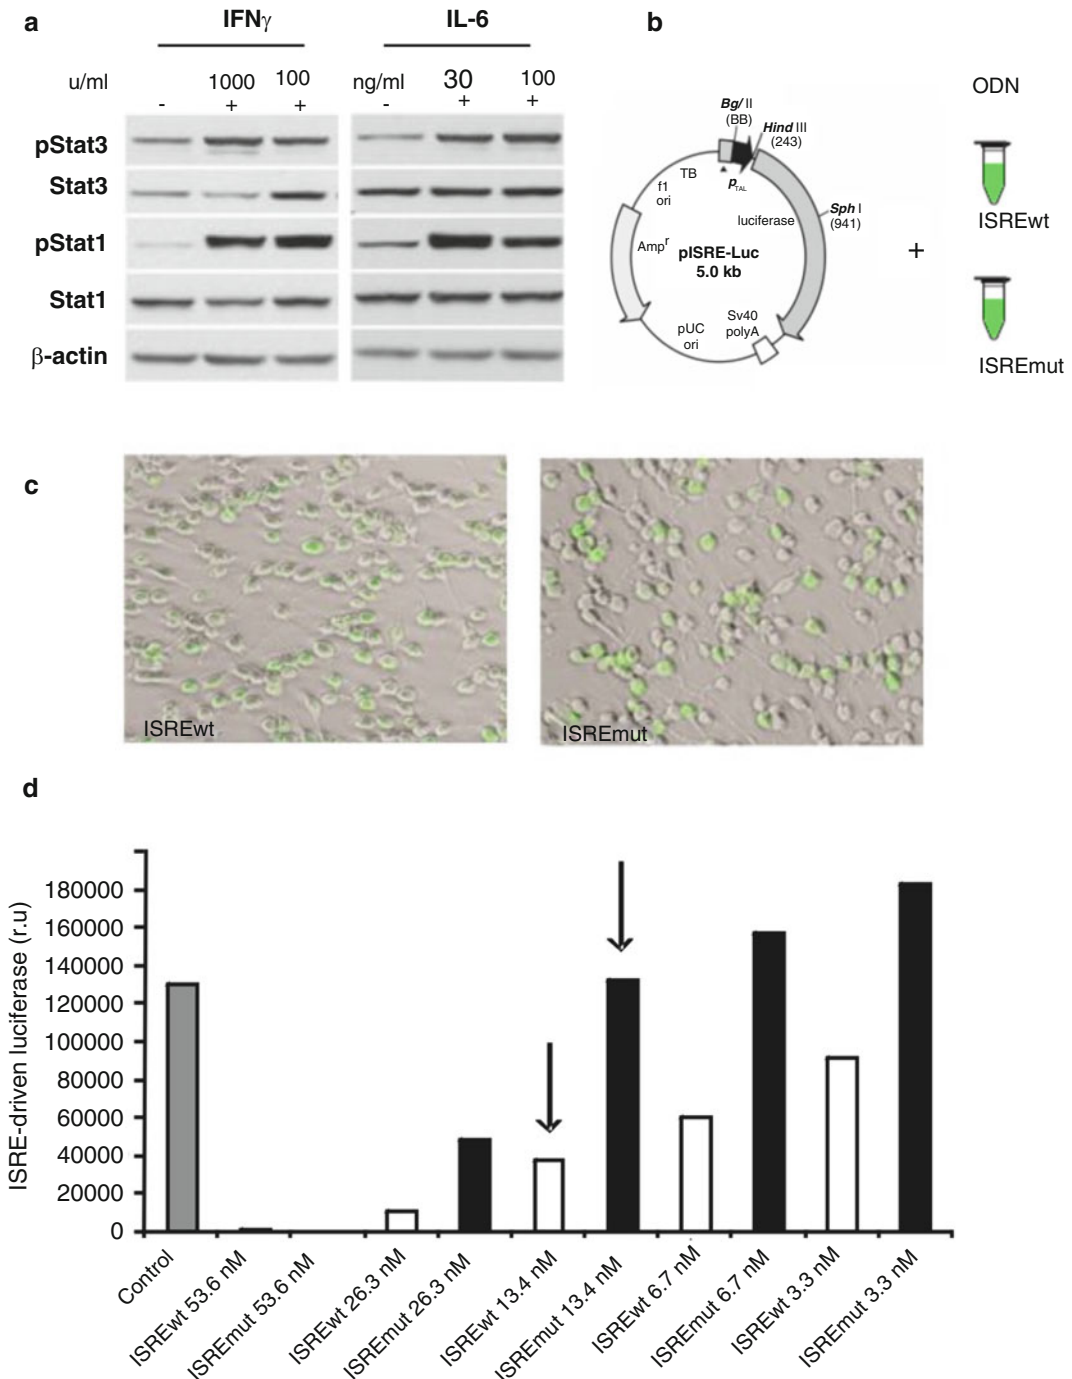 a
IFNγ
IL-6
u/ml
1000
100
ng/ml
30
100
-
+
+
-
+
+
pStat3
Stat3
pStat1
Stat1
β-actin
b
ODN
Bgl II
(BB)
Hind III
(243)
TB
f1
ori
PTAL
luciferase
Sph I
(941)
Ampr
pISRE-Luc
5.0 kb
+
Sv40
polyA
pUC
ori
ISREwt
ISREmut
c
ISREwt
ISREmut
d
ISRE-driven luciferase (r.u)
180000
160000
140000
120000
100000
80000
60000
40000
20000
0
Control
ISREwt 53.6 nM
ISREmut 53.6 nM
ISREwt 26.3 nM
ISREmut 26.3 nM
ISREwt 13.4 nM
ISREmut 13.4 nM
ISREwt 6.7 nM
ISREmut 6.7 nM
ISREwt 3.3 nM
ISREmut 3.3 nM